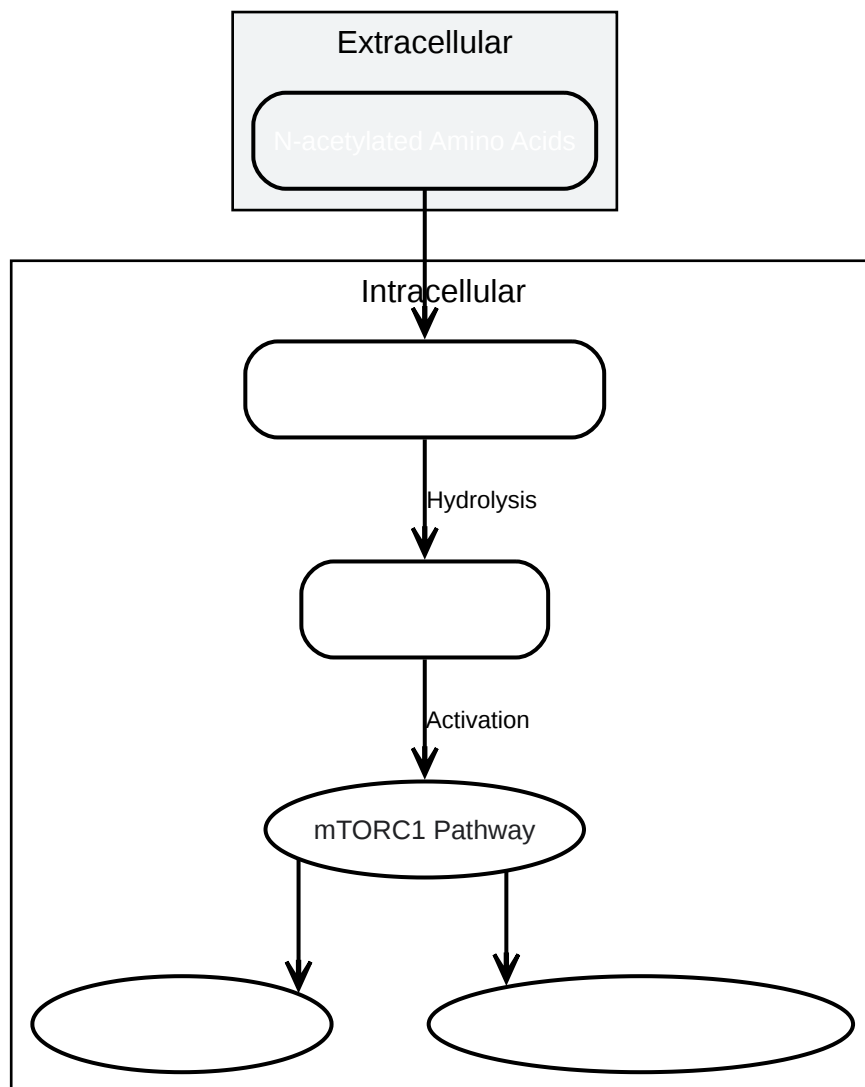 Extracellular
N-acetylated Amino Acids
Intracellular
Hydrolysis
Activation
mTORC1 Pathway